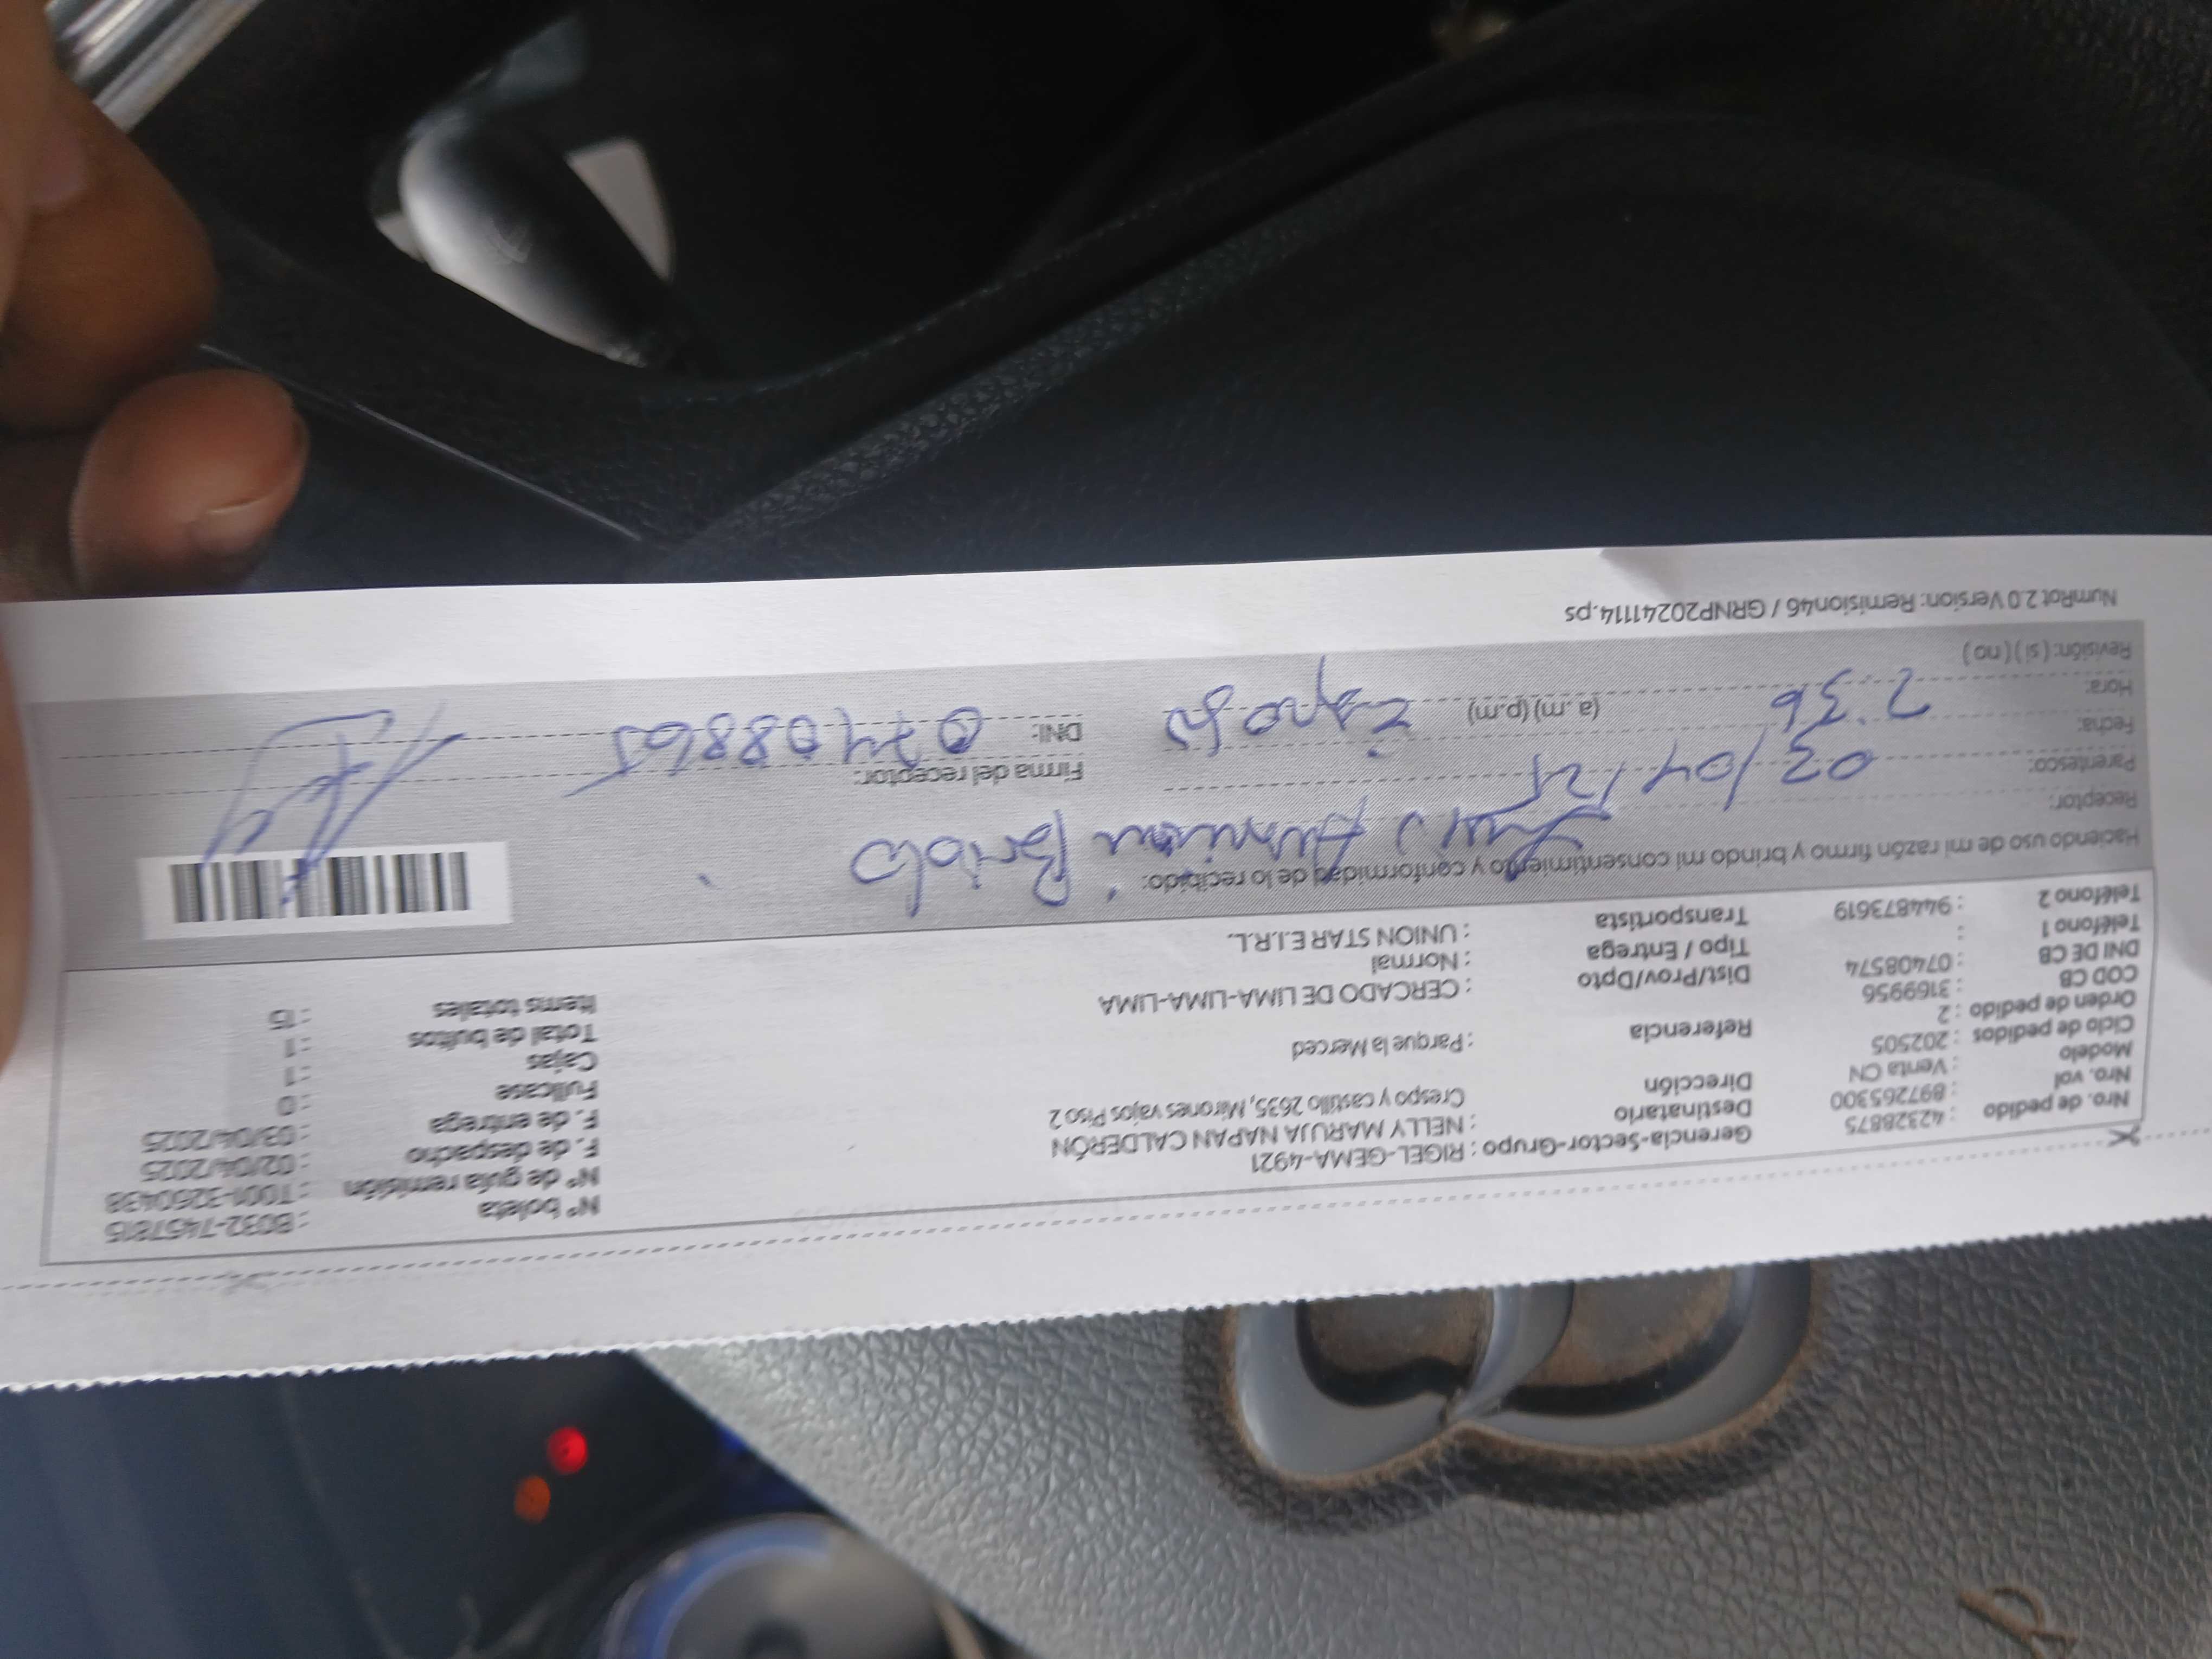 Nro. de pedido : 42328875 Gerencia-Sector-Grupo : RIGEL-GEMA-4921 Nº boleta : B032-7457815
Nro. vol : 897265300 Destinatario : NELLY MARUJA NAPAN CALDERÓN Nº de guía remisión : T001-3260438
Modelo : Venta CN Dirección Crespo y castillo 2635, Mirones vajos Piso 2 F. de despacho : 02/04/2025
Ciclo de pedidos : 202505 F. de entrega : 03/04/2025
Orden de pedido : 2 Referencia : Parque la Merced Fullcase : 0
COD CB : 3169956 Cajas : 1
DNI DE CB : 07408574 Dist/Prov/Dpto : CERCADO DE LIMA-LIMA-LIMA Total de bultos : 1
Teléfono 1 : Tipo / Entrega : Normal Items totales : 15
Teléfono 2 : 944873619 Transportista : UNION STAR E.I.R.L.
Haciendo uso de mi razón firmo y brindo mi consentimiento y conformidad de lo recibido:
Receptor: Luis
Parentesco: Firma del receptor:
Fecha: 03/04/25
Hora: 2:36 (a.m) (p.m) Esposo DNI: 07408865
Revisión: (si) (no)
NumRot 2.0 Version: Remision46 / GRNP20241114.ps